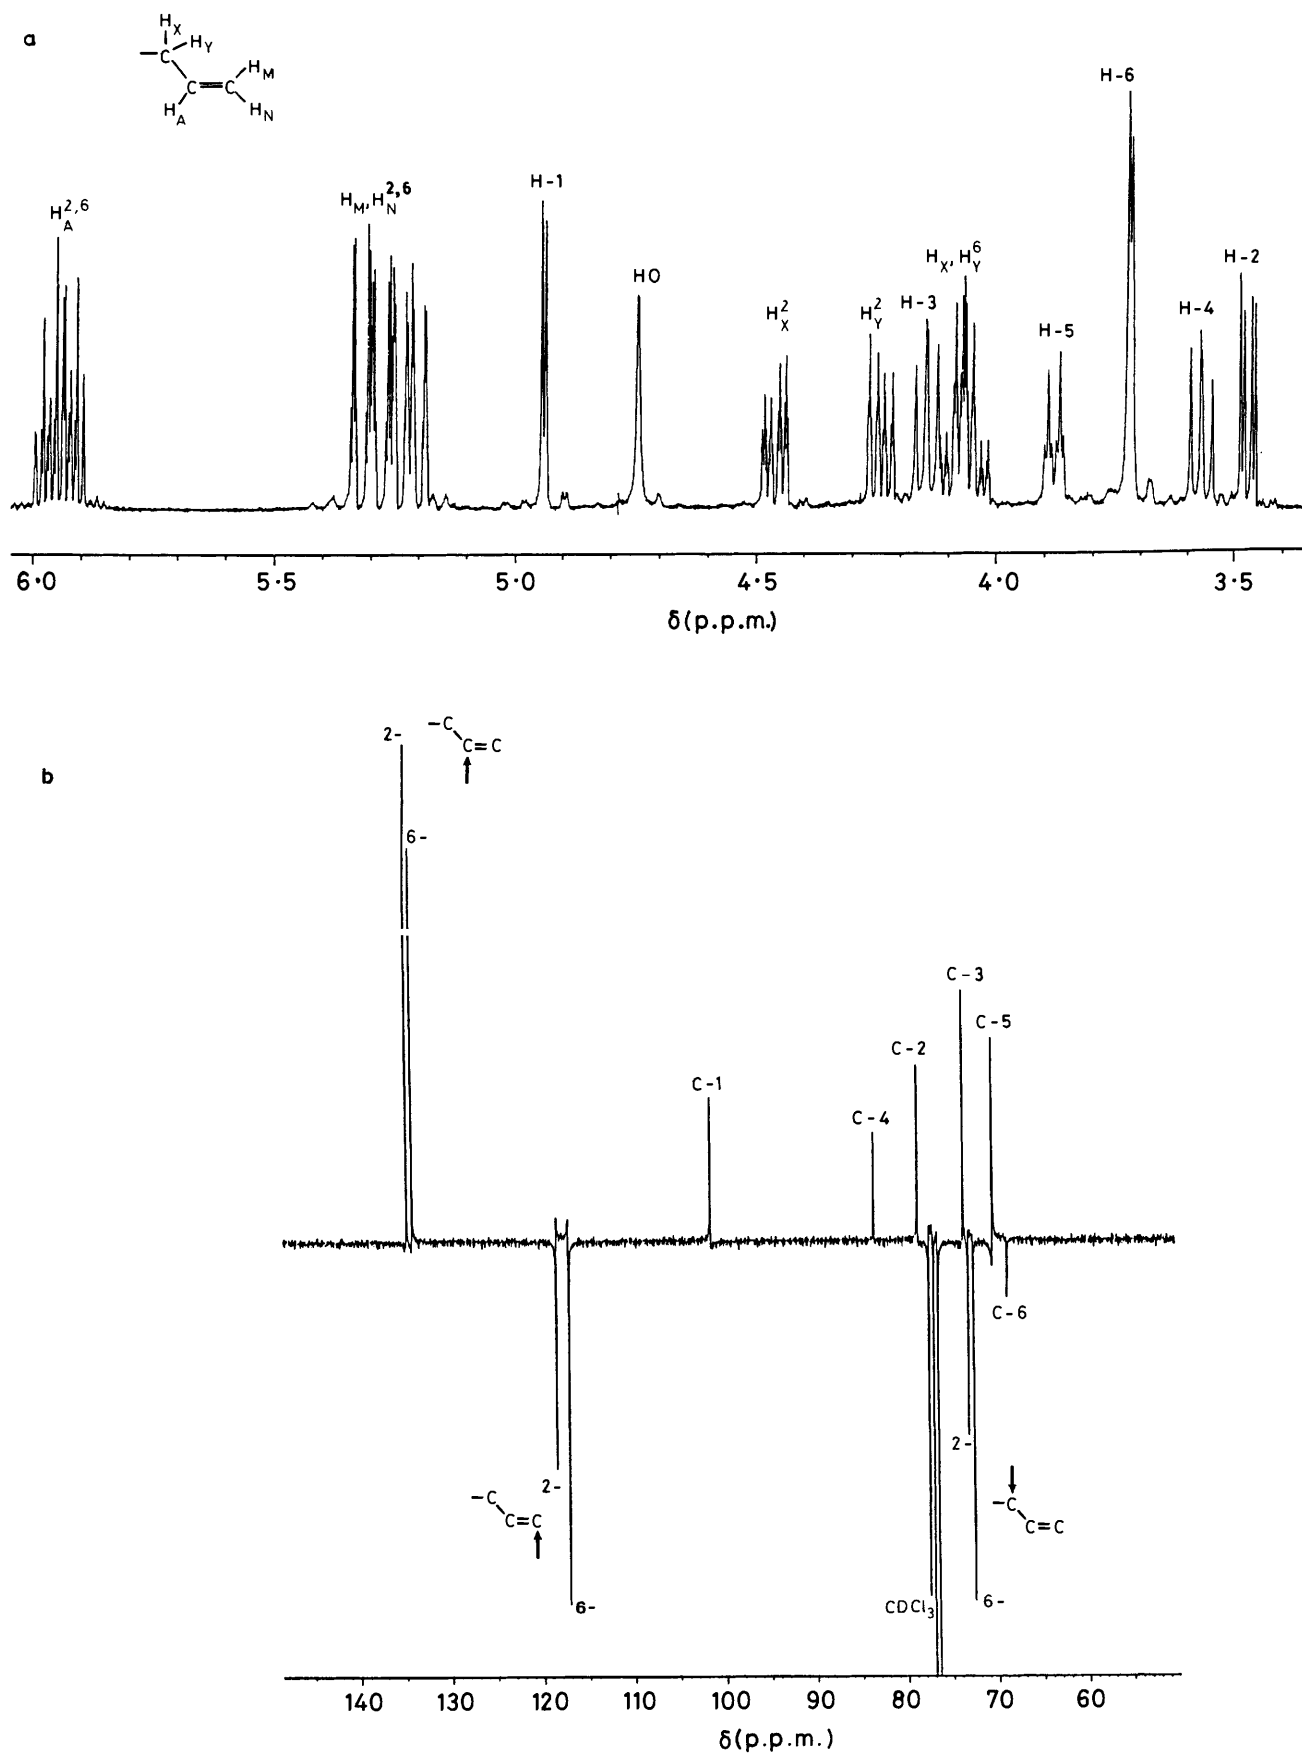 a
H_X
H_Y
C
C=C
H_M
H_A
H_N
H_A^2,6
H_M, H_N^2,6
H-1
HO
H_X^2
H_Y^2
H-3
H_X, H_Y^6
H-5
H-6
H-4
H-2
6·0 5·5 5·0 4·5 4·0 3·5
δ(p.p.m.)
b
2-
-C
C=C
6-
C-1
C-4
C-2
C-3
C-5
C-6
2-
-C
C=C
6-
CDCl₃
2-
-C
C=C
6-
140 130 120 110 100 90 80 70 60
δ(p.p.m.)